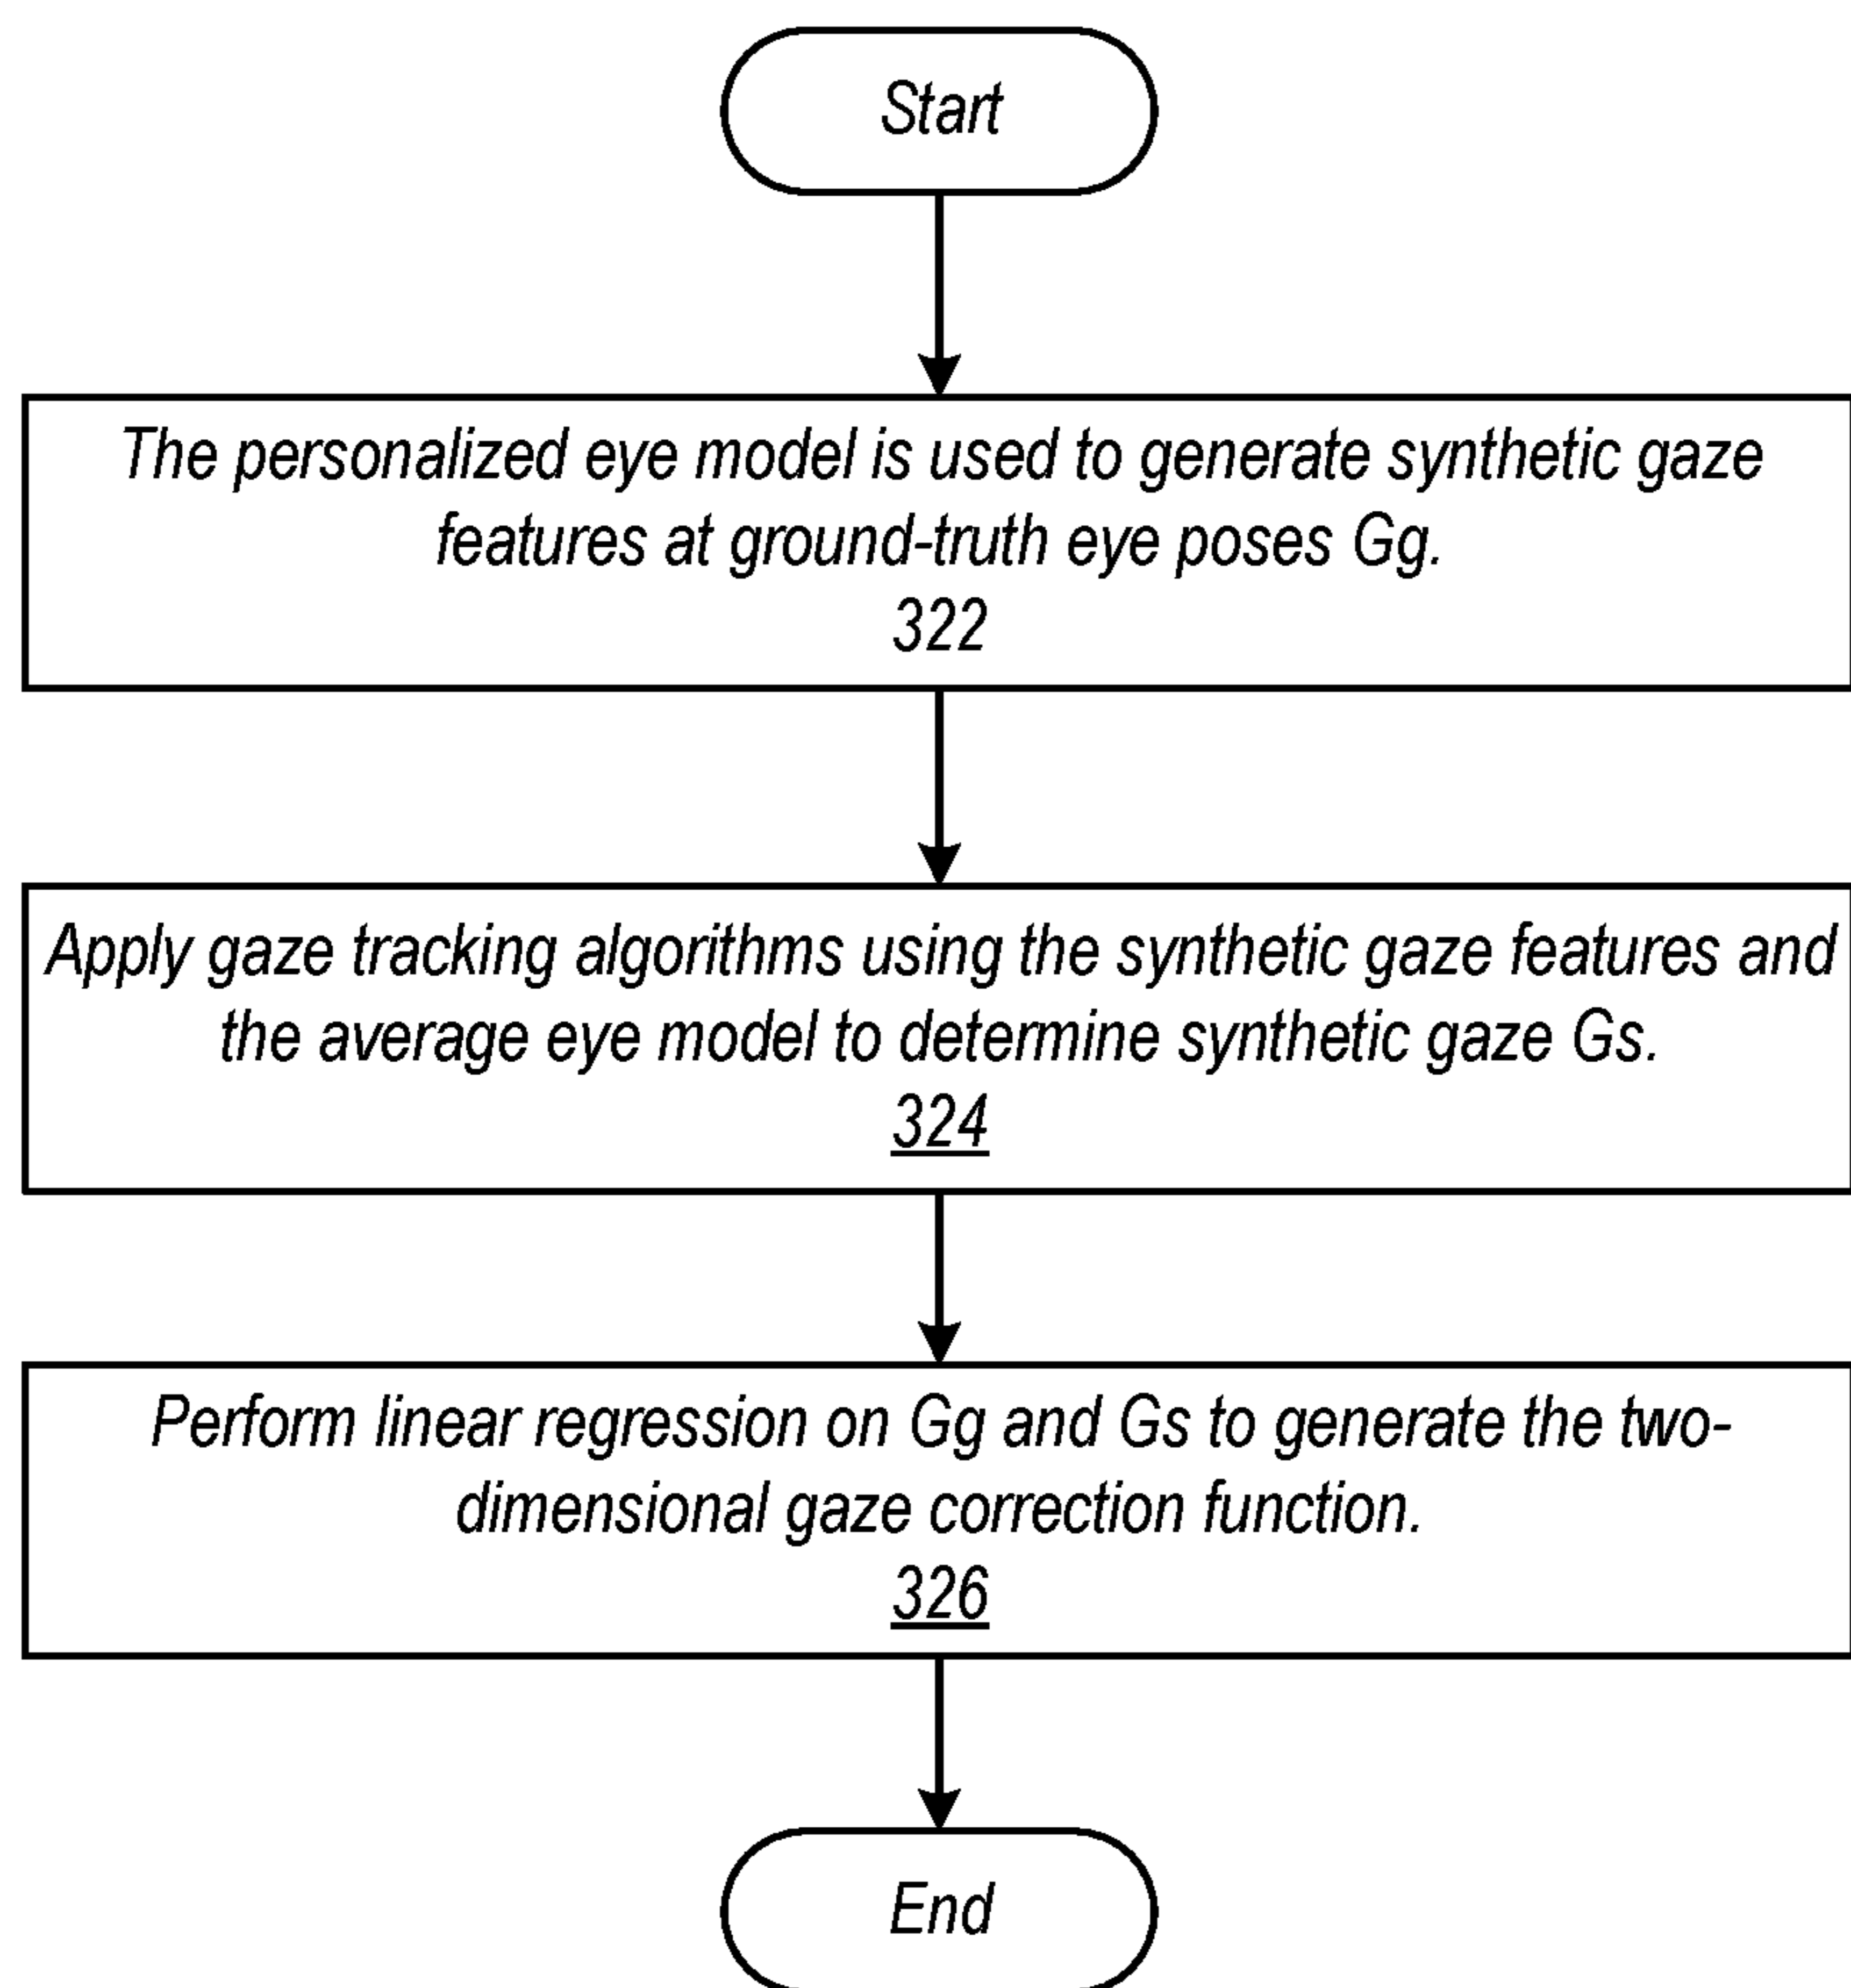 Start
The personalized eye model is used to generate synthetic gaze
features at ground-truth eye poses Gg.
322
Apply gaze tracking algorithms using the synthetic gaze features and
the average eye model to determine synthetic gaze Gs.
324
Perform linear regression on Gg and Gs to generate the two-
dimensional gaze correction function.
326
End